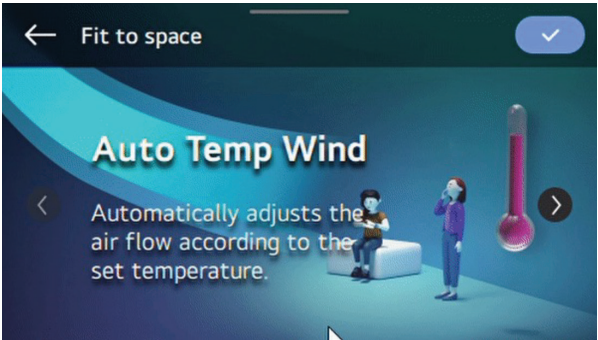 Fit to space
Auto Temp Wind
Automatically adjusts the
air flow according to the
set temperature.